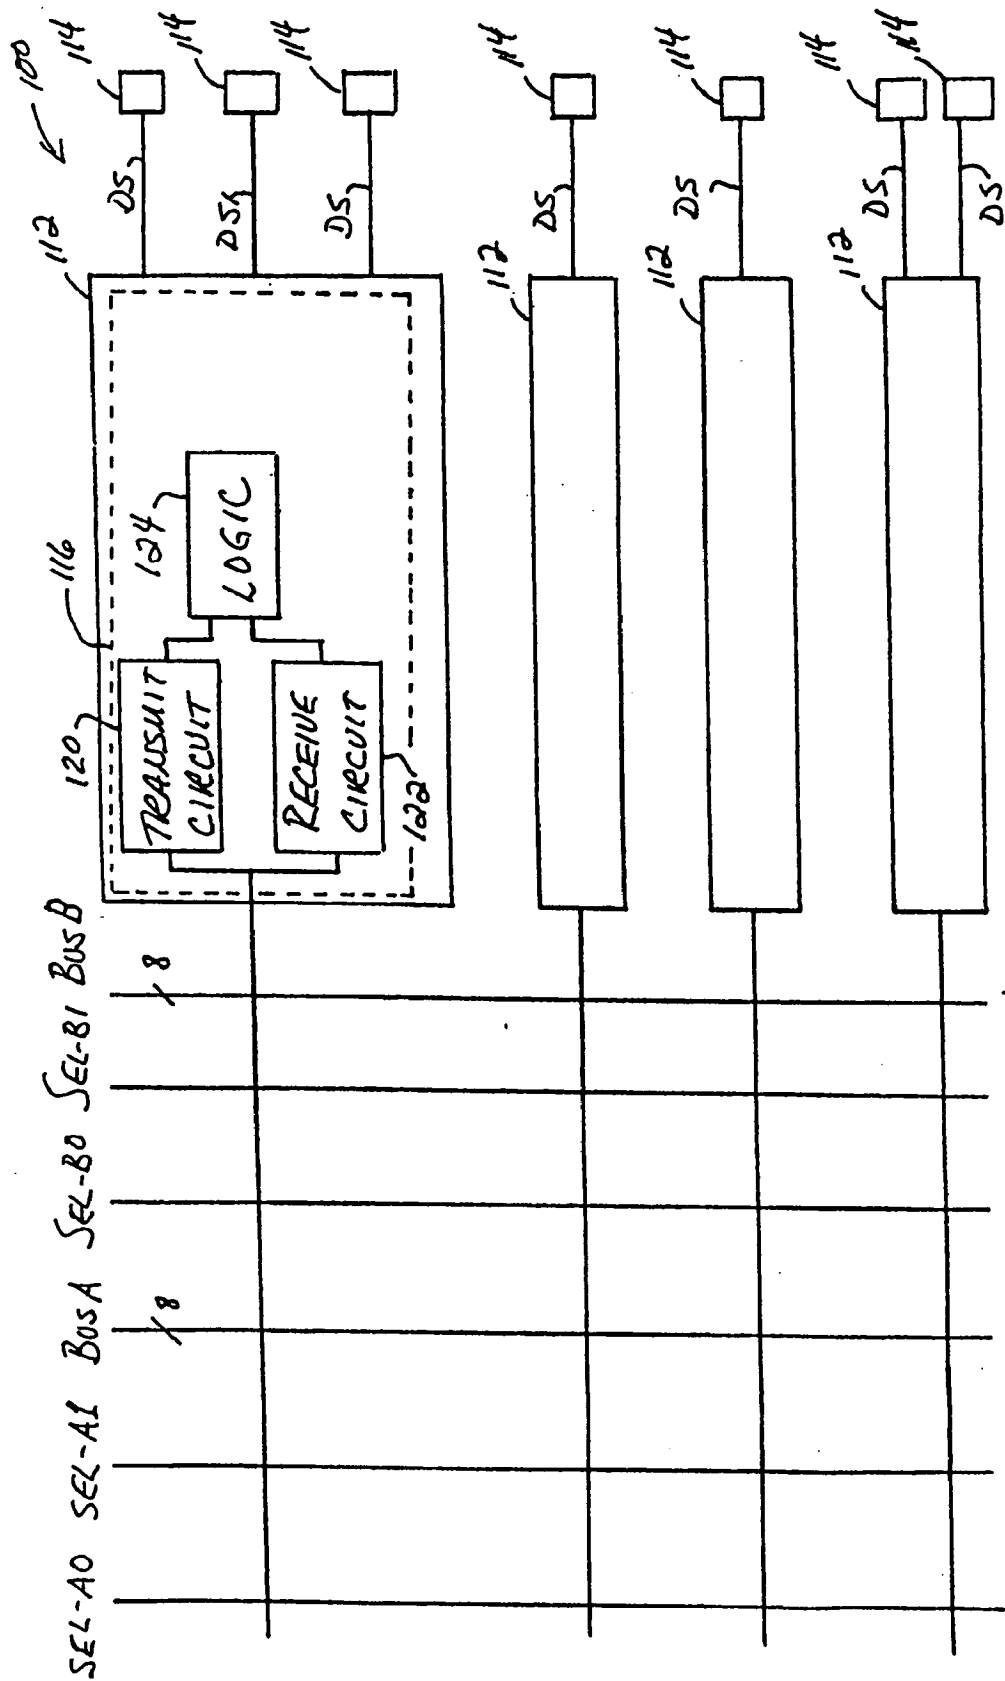 SEL-A0
SEL-A1
BUS A
SEL-B0
SEL-B1
BUS B
8
8
100
112
116
120
TRANSMIT
CIRCUIT
RECEIVE
CIRCUIT
122
124
LOGIC
DS
114
DS
114
DS
114
112
DS
114
112
DS
114
112
DS
114
DS
114